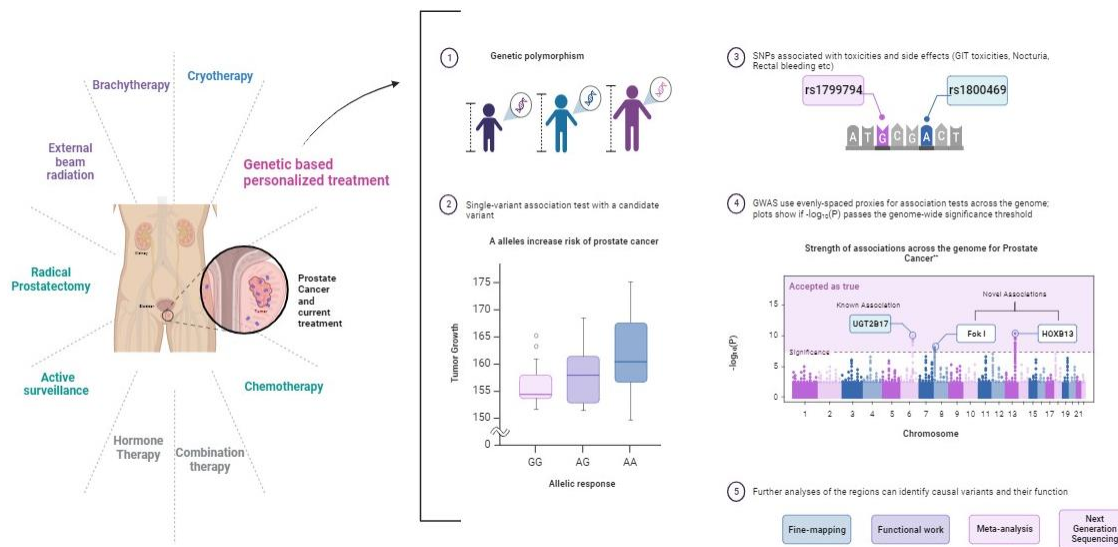 Brachytherapy
Cryotherapy
External
beam
radiation
Genetic based
personalized treatment
Radical
Prostatectomy
Kidney
Bladder
Tumor
Prostate
Cancer
and
current
treatment
Active
surveillance
Chemotherapy
Hormone
Therapy
Combination
therapy
1
Genetic polymorphism
2
Single-variant association test with a candidate
variant
A alleles increase risk of prostate cancer
Tumor Growth
175
170
165
160
155
150
0
GG
AG
AA
Allelic response
3
SNPs associated with toxicities and side effects (GIT toxicities, Nocturia,
Rectal bleeding etc)
rs1799794
rs1800469
A T G C G A C T
4
GWAS use evenly-spaced proxies for association tests across the genome;
plots show if -log₁₀(P) passes the genome-wide significance threshold
Strength of associations across the genome for Prostate
Cancer**
Accepted as true
Known Association
Novel Associations
UGT2B17
Fok I
HOXB13
Significance
-log₁₀(P)
15
10
5
0
1 2 3 4 5 6 7 8 9 10 11 12 13 15 17 19 21
Chromosome
5
Further analyses of the regions can identify causal variants and their function
Fine-mapping
Functional work
Meta-analysis
Next
Generation
Sequencing